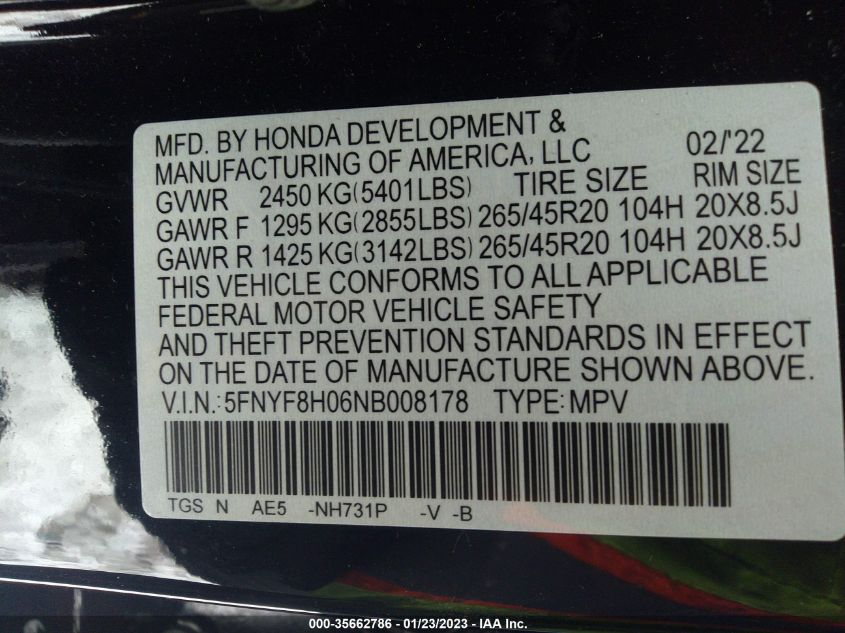 MFD. BY HONDA DEVELOPMENT &
MANUFACTURING OF AMERICA, LLC 02/'22
GVWR 2450 KG(5401LBS) TIRE SIZE RIM SIZE
GAWR F 1295 KG(2855LBS) 265/45R20 104H 20X8.5J
GAWR R 1425 KG(3142LBS) 265/45R20 104H 20X8.5J
THIS VEHICLE CONFORMS TO ALL APPLICABLE
FEDERAL MOTOR VEHICLE SAFETY
AND THEFT PREVENTION STANDARDS IN EFFECT
ON THE DATE OF MANUFACTURE SHOWN ABOVE.
V.I.N.: 5FNYF8H06NB008178 TYPE: MPV
TGS N AE5 -NH731P -V -B
000-35662786 - 01/23/2023 - IAA Inc.